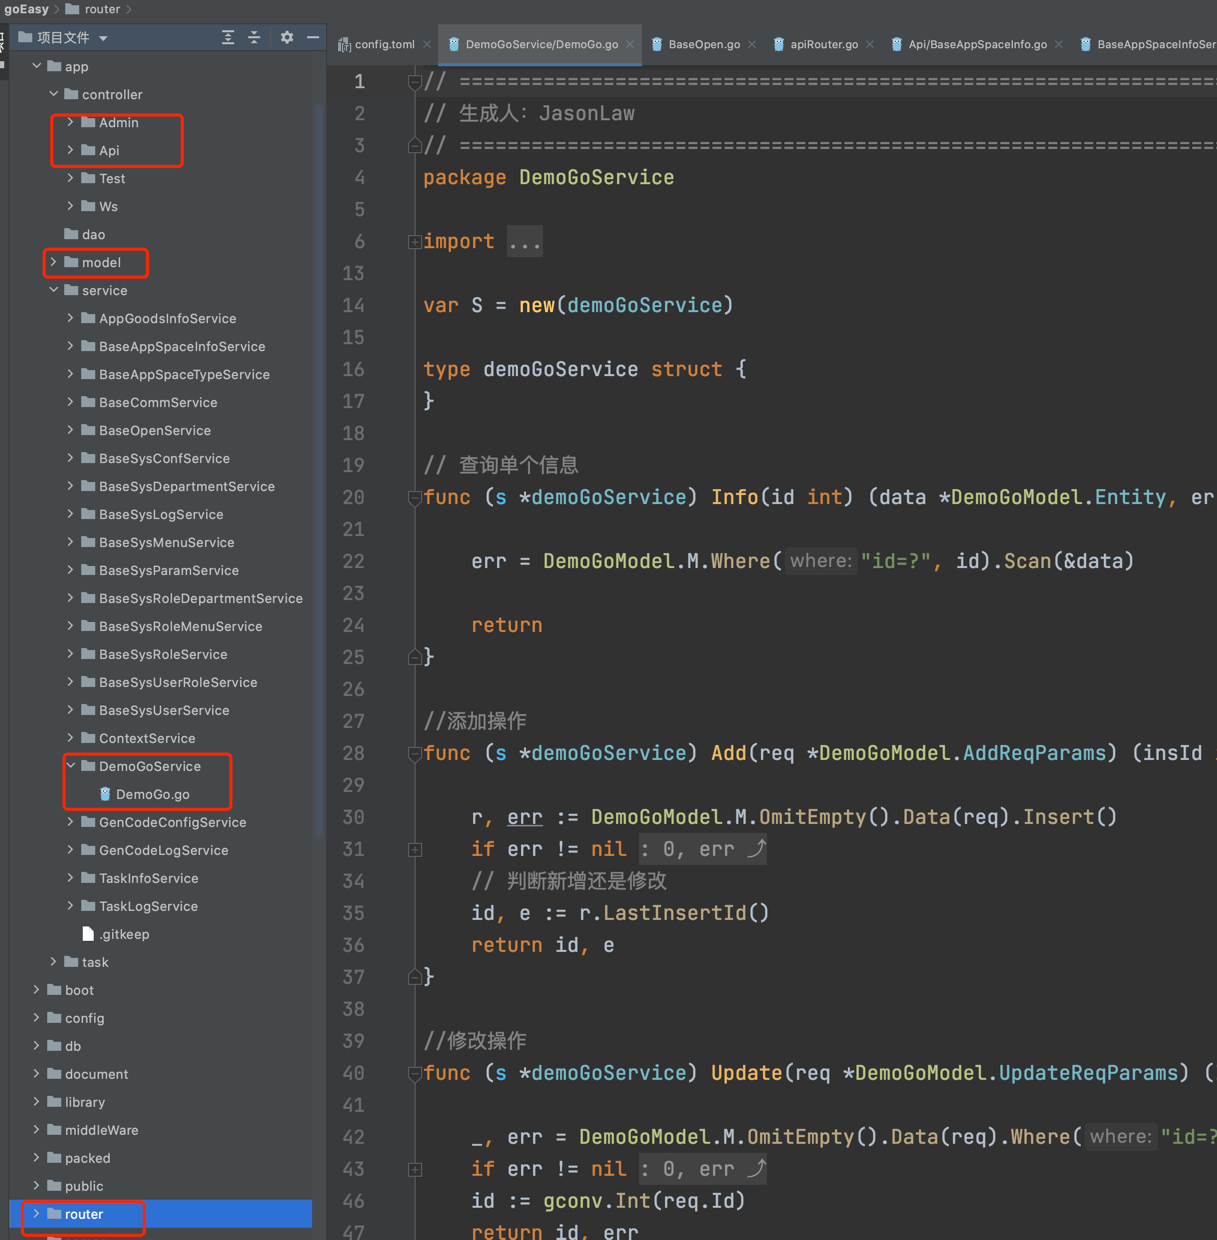 goEasy > router >
项目文件
config.toml
DemoGoService/DemoGo.go
BaseOpen.go
apiRouter.go
Api/BaseAppSpaceInfo.go
BaseAppSpaceInfoSer
app
controller
Admin
Api
Test
Ws
dao
model
service
AppGoodsInfoService
BaseAppSpaceInfoService
BaseAppSpaceTypeService
BaseCommService
BaseOpenService
BaseSysConfService
BaseSysDepartmentService
BaseSysLogService
BaseSysMenuService
BaseSysParamService
BaseSysRoleDepartmentService
BaseSysRoleMenuService
BaseSysRoleService
BaseSysUserRoleService
BaseSysUserService
ContextService
DemoGoService
DemoGo.go
GenCodeConfigService
GenCodeLogService
TaskInfoService
TaskLogService
.gitkeep
task
boot
config
db
document
library
middleWare
packed
public
router
1 // ================================================================
2 // 生成人: JasonLaw
3 // ================================================================
4 package DemoGoService
5
6 import ...
13
14 var S = new(demoGoService)
15
16 type demoGoService struct {
17 }
18
19 // 查询单个信息
20 func (s *demoGoService) Info(id int) (data *DemoGoModel.Entity, er
21
22 err = DemoGoModel.M.Where( where: "id=?", id).Scan(&data)
23
24 return
25 }
26
27 //添加操作
28 func (s *demoGoService) Add(req *DemoGoModel.AddReqParams) (insId
29
30 r, err := DemoGoModel.M.OmitEmpty().Data(req).Insert()
31 if err != nil : 0, err ⤴
34 // 判断新增还是修改
35 id, e := r.LastInsertId()
36 return id, e
37 }
38
39 //修改操作
40 func (s *demoGoService) Update(req *DemoGoModel.UpdateReqParams) (
41
42 _, err = DemoGoModel.M.OmitEmpty().Data(req).Where( where: "id=?
43 if err != nil : 0, err ⤴
46 id := gconv.Int(req.Id)
47 return id, err